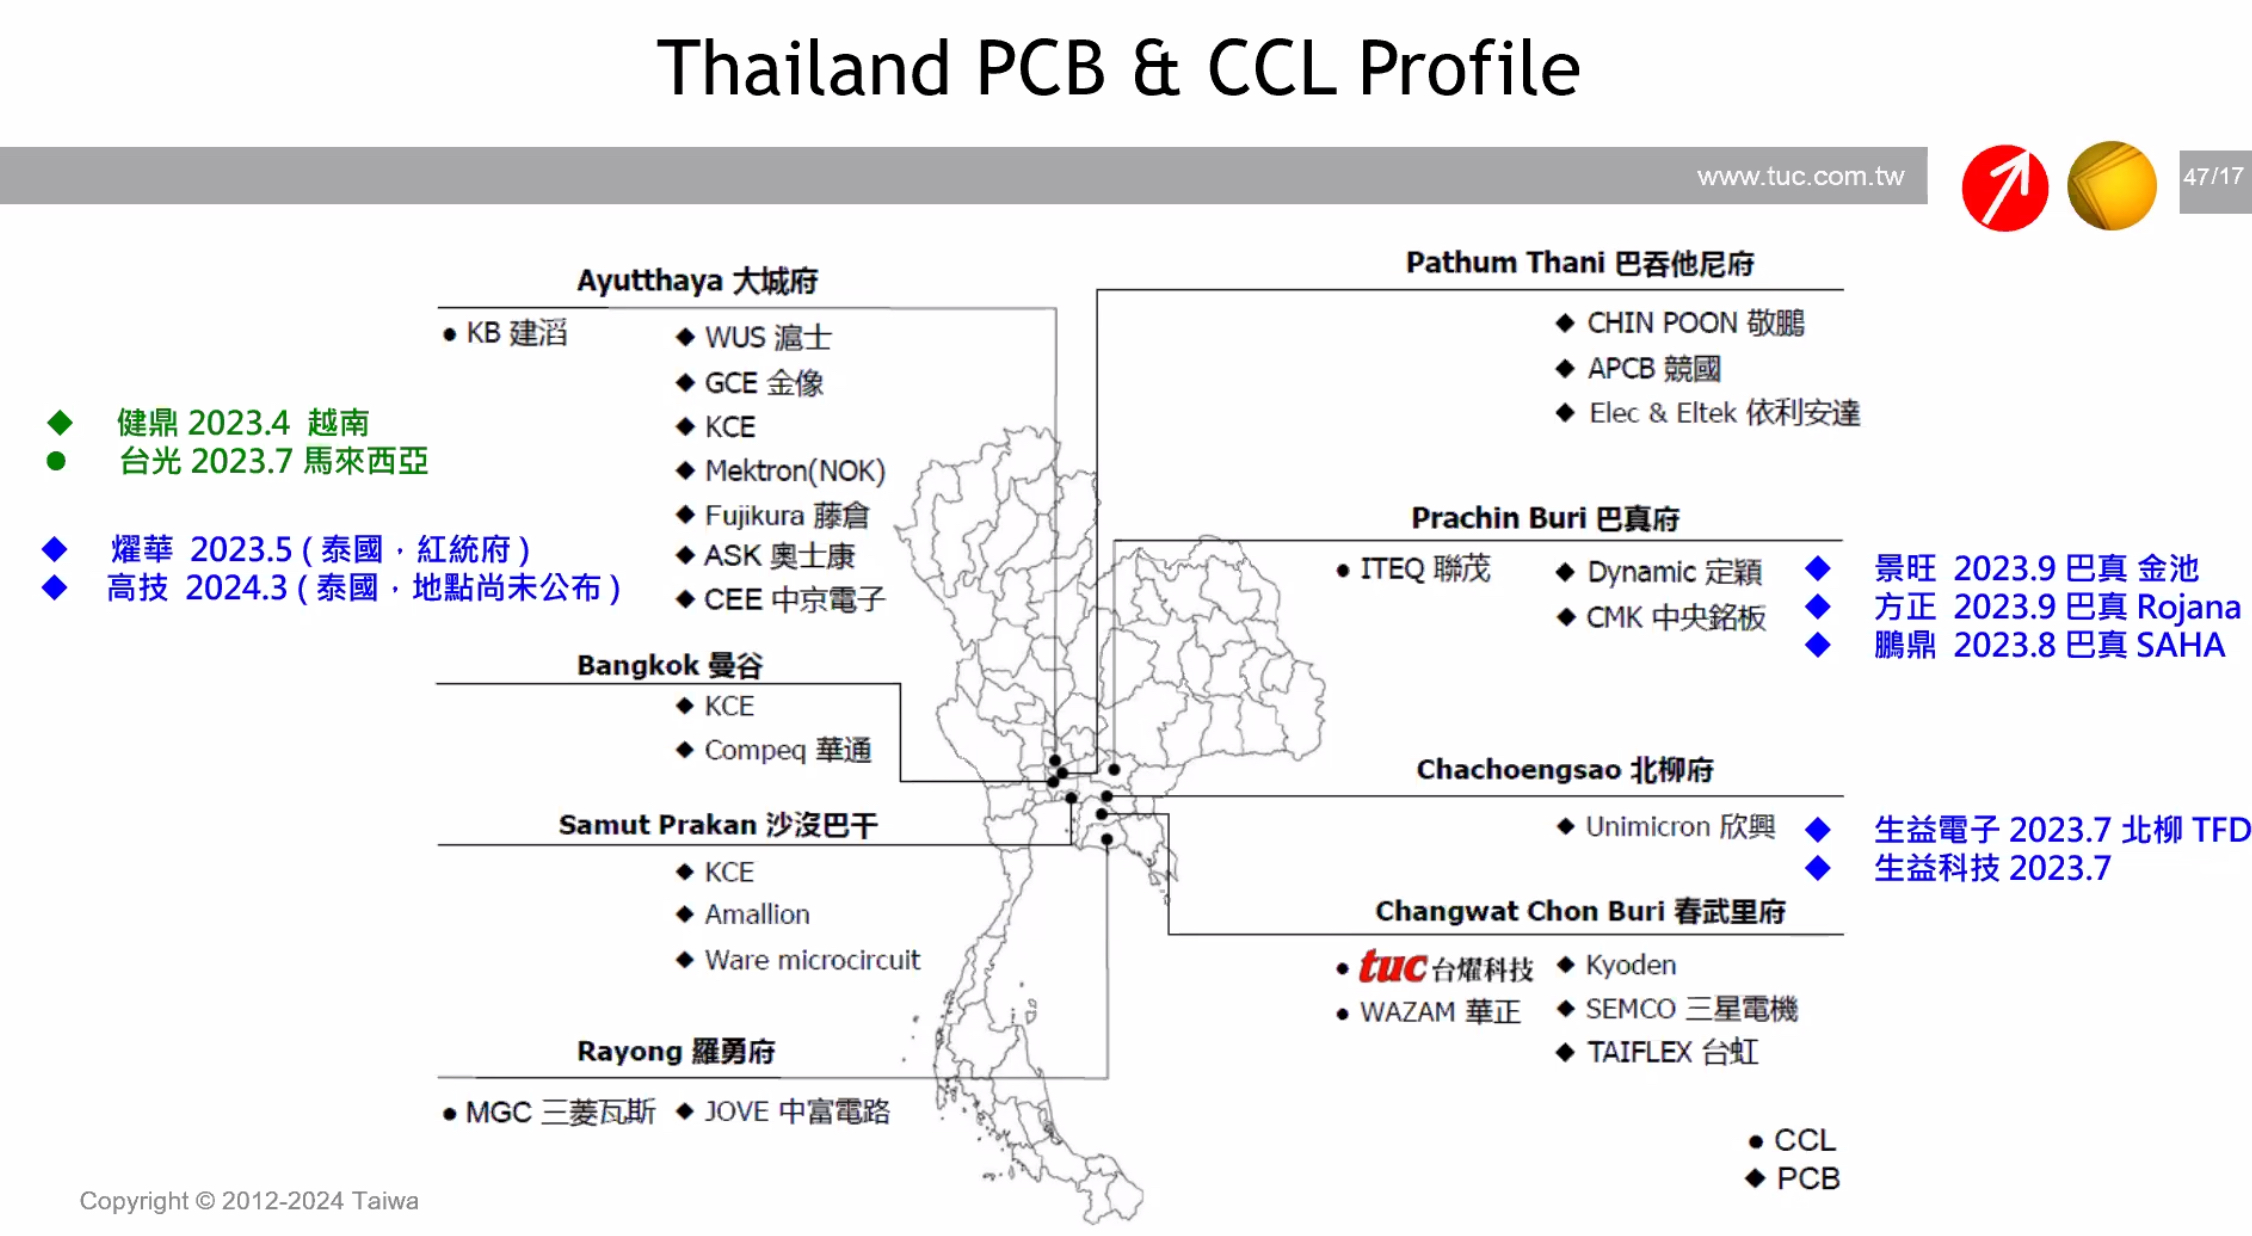 Thailand PCB & CCL Profile
www.tuc.com.tw
47/17
Ayutthaya 大城府
● KB 建滔
◆ WUS 滬士
◆ GCE 金像
◆ KCE
◆ Mektron(NOK)
◆ Fujikura 藤倉
◆ ASK 奧士康
◆ CEE 中京電子
◆ 健鼎 2023.4 越南
● 台光 2023.7 馬來西亞
◆ 燿華 2023.5 ( 泰國，紅統府 )
◆ 高技 2024.3 ( 泰國，地點尚未公布 )
Bangkok 曼谷
◆ KCE
◆ Compeq 華通
Samut Prakan 沙沒巴干
◆ KCE
◆ Amallion
◆ Ware microcircuit
Rayong 羅勇府
● MGC 三菱瓦斯
◆ JOVE 中富電路
Pathum Thani 巴吞他尼府
◆ CHIN POON 敬鵬
◆ APCB 競國
◆ Elec & Eltek 依利安達
Prachin Buri 巴真府
● ITEQ 聯茂
◆ Dynamic 定穎
◆ CMK 中央銘板
◆ 景旺 2023.9 巴真 金池
◆ 方正 2023.9 巴真 Rojana
◆ 鵬鼎 2023.8 巴真 SAHA
Chachoengsao 北柳府
◆ Unimicron 欣興
◆ 生益電子 2023.7 北柳 TFD
◆ 生益科技 2023.7
Changwat Chon Buri 春武里府
● tuc 台燿科技
● WAZAM 華正
◆ Kyoden
◆ SEMCO 三星電機
◆ TAIFLEX 台虹
● CCL
◆ PCB
Copyright © 2012-2024 Taiwa